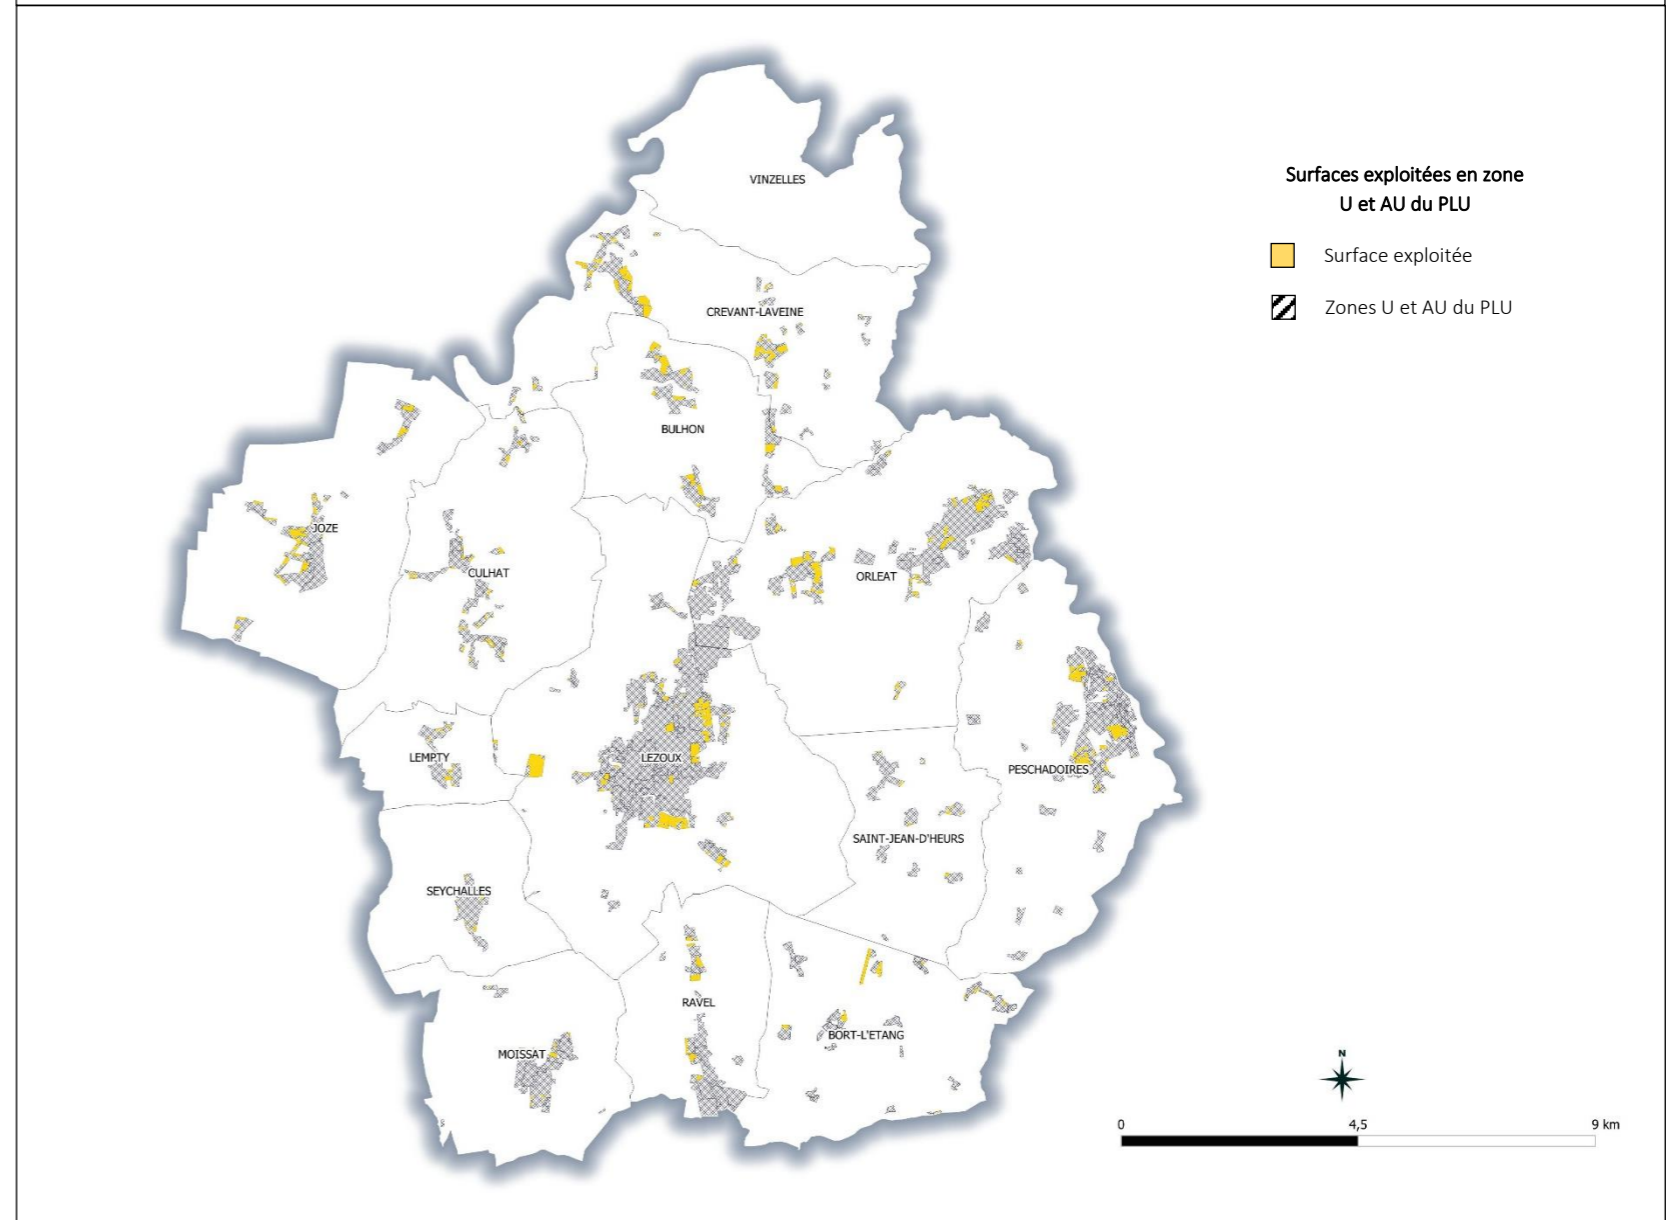 Surfaces exploitées en zone
U et AU du PLU
Surface exploitée
Zones U et AU du PLU
VINZELLES
CREVANT-LAVEINE
BULHON
JOZE
CULHAT
ORLEAT
LEMPTY
LEZOUX
PESCHADOIRES
SAINT-JEAN-D'HEURS
SEYCHALLES
RAVEL
BORT-L'ETANG
MOISSAT
N
0 4,5 9 km